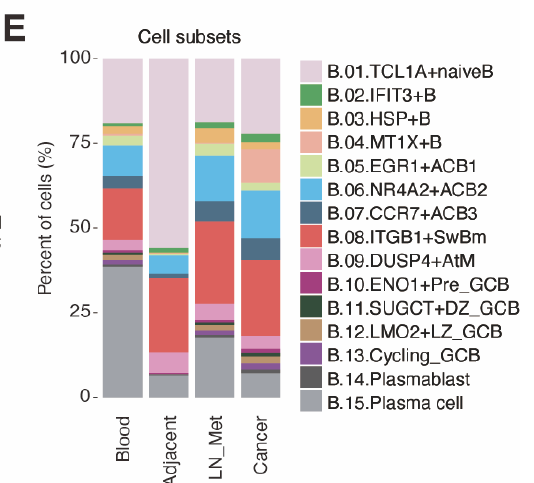 E
Cell subsets
Percent of cells (%)
100
75
50
25
0
Blood
Adjacent
LN_Met
Cancer
B.01.TCL1A+naiveB
B.02.IFIT3+B
B.03.HSP+B
B.04.MT1X+B
B.05.EGR1+ACB1
B.06.NR4A2+ACB2
B.07.CCR7+ACB3
B.08.ITGB1+SwBm
B.09.DUSP4+AtM
B.10.ENO1+Pre_GCB
B.11.SUGCT+DZ_GCB
B.12.LMO2+LZ_GCB
B.13.Cycling_GCB
B.14.Plasmablast
B.15.Plasma cell